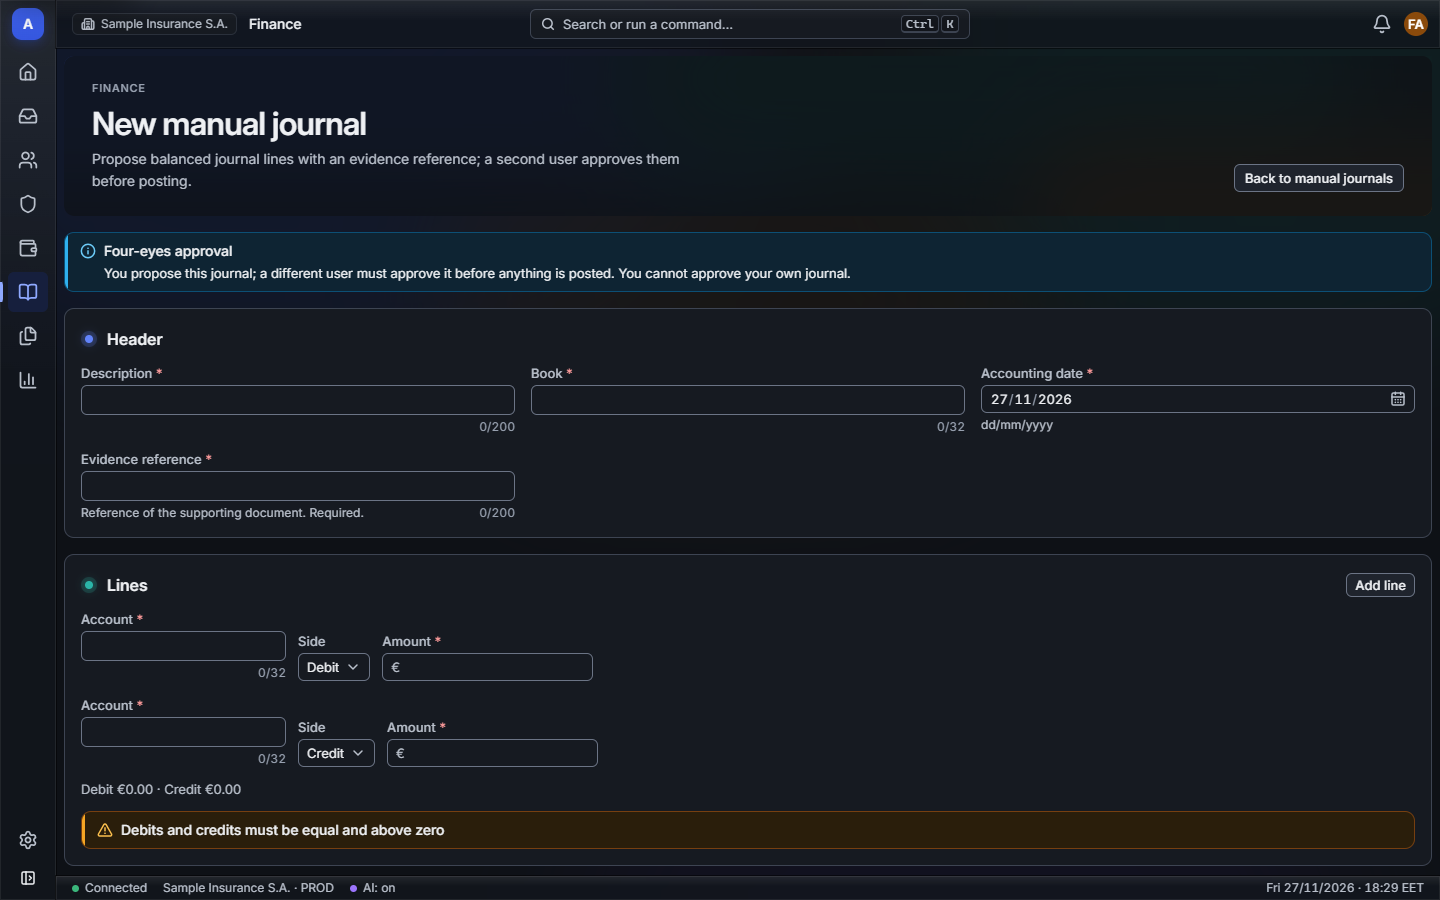 A
Sample Insurance S.A.
Finance
Search or run a command...
Ctrl K
FA
FINANCE
New manual journal
Propose balanced journal lines with an evidence reference; a second user approves them
before posting.
Back to manual journals
Four-eyes approval
You propose this journal; a different user must approve it before anything is posted. You cannot approve your own journal.
Header
Description *
Book *
Accounting date *
27/11/2026
0/200
0/32
dd/mm/yyyy
Evidence reference *
Reference of the supporting document. Required.
0/200
Lines
Add line
Account *
Side
Amount *
Debit
€
0/32
Account *
Side
Amount *
Credit
€
0/32
Debit €0.00 · Credit €0.00
Debits and credits must be equal and above zero
Connected
Sample Insurance S.A. · PROD
AI: on
Fri 27/11/2026 · 18:29 EET